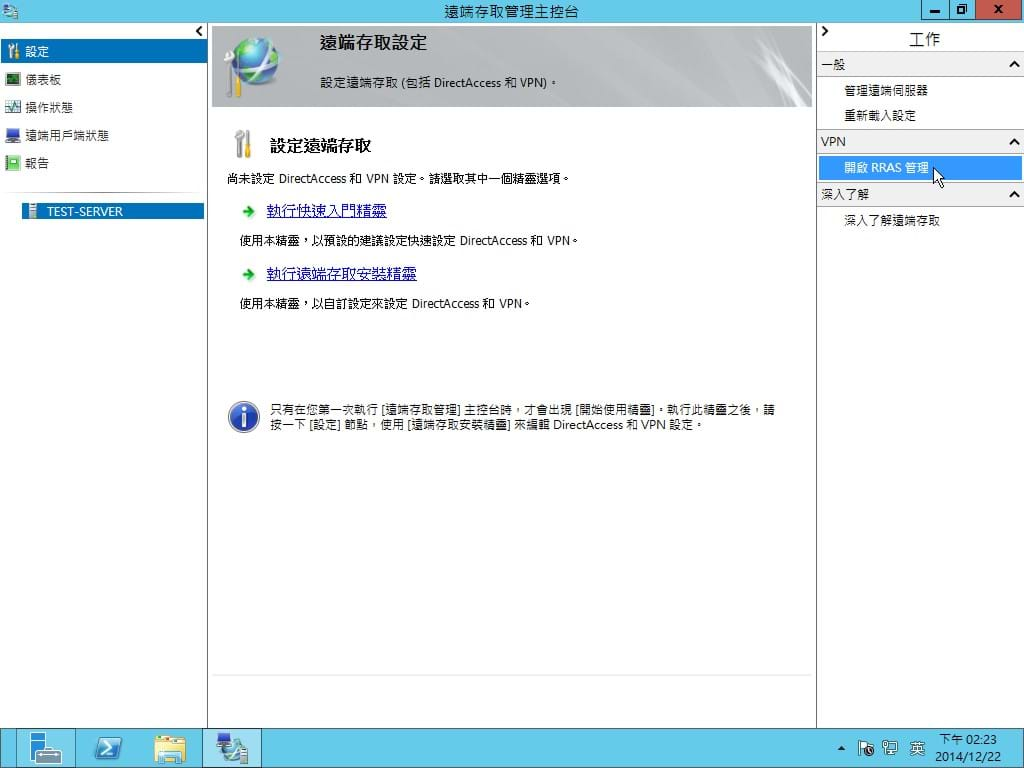 遠端存取管理主控台
設定
儀表板
操作狀態
遠端用戶端狀態
報告
TEST-SERVER
遠端存取設定
設定遠端存取 (包括 DirectAccess 和 VPN)。
設定遠端存取
尚未設定 DirectAccess 和 VPN 設定。請選取其中一個精靈選項。
執行快速入門精靈
使用本精靈，以預設的建議設定快速設定 DirectAccess 和 VPN。
執行遠端存取安裝精靈
使用本精靈，以自訂設定來設定 DirectAccess 和 VPN。
只有在您第一次執行 [遠端存取管理] 主控台時，才會出現 [開始使用精靈]。執行此精靈之後，請
按一下 [設定] 節點，使用 [遠端存取安裝精靈] 來編輯 DirectAccess 和 VPN 設定。
工作
一般
管理遠端伺服器
重新載入設定
VPN
開啟 RRAS 管理
深入了解
深入了解遠端存取
英
下午 02:23
2014/12/22